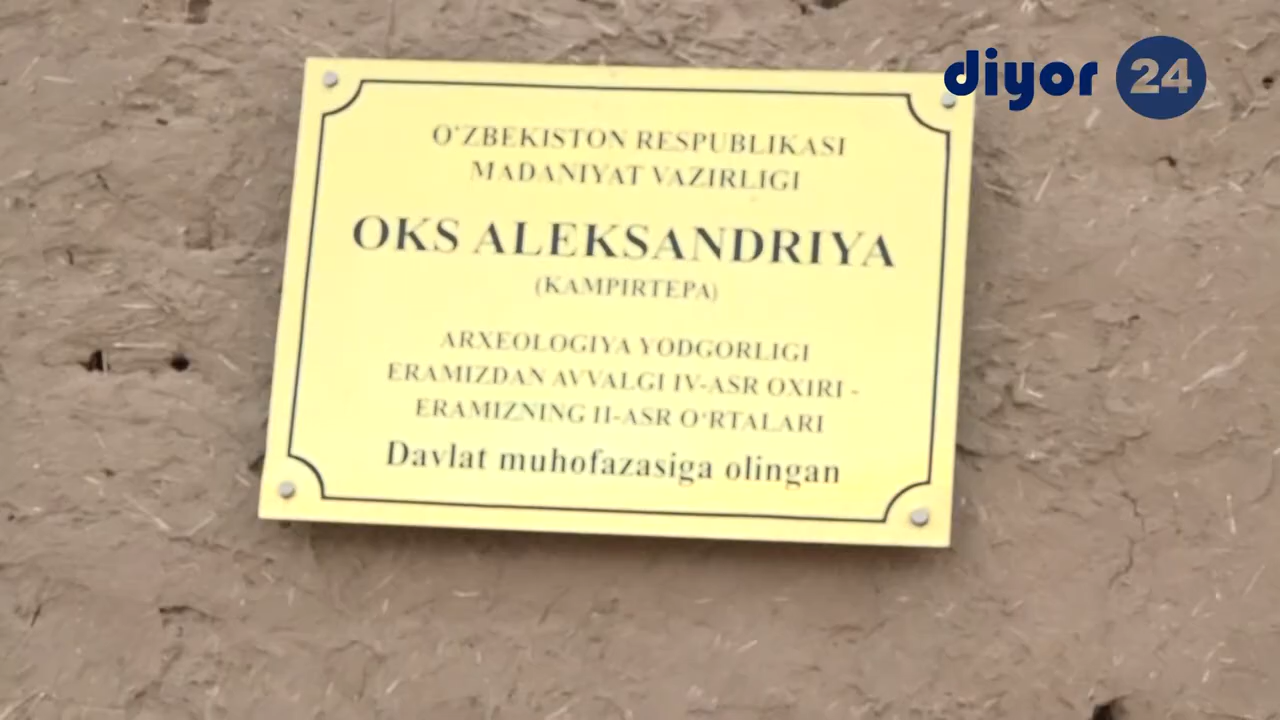 diyor 24
O‘ZBEKISTON RESPUBLIKASI
MADANIYAT VAZIRLIGI
OKS ALEKSANDRIYA
(KAMPIRTEPA)
ARXEOLOGIYA YODGORLIGI
ERAMIZDAN AVVALGI IV-ASR OXIRI -
ERAMIZNING II-ASR O‘RTALARI
Davlat muhofazasiga olingan